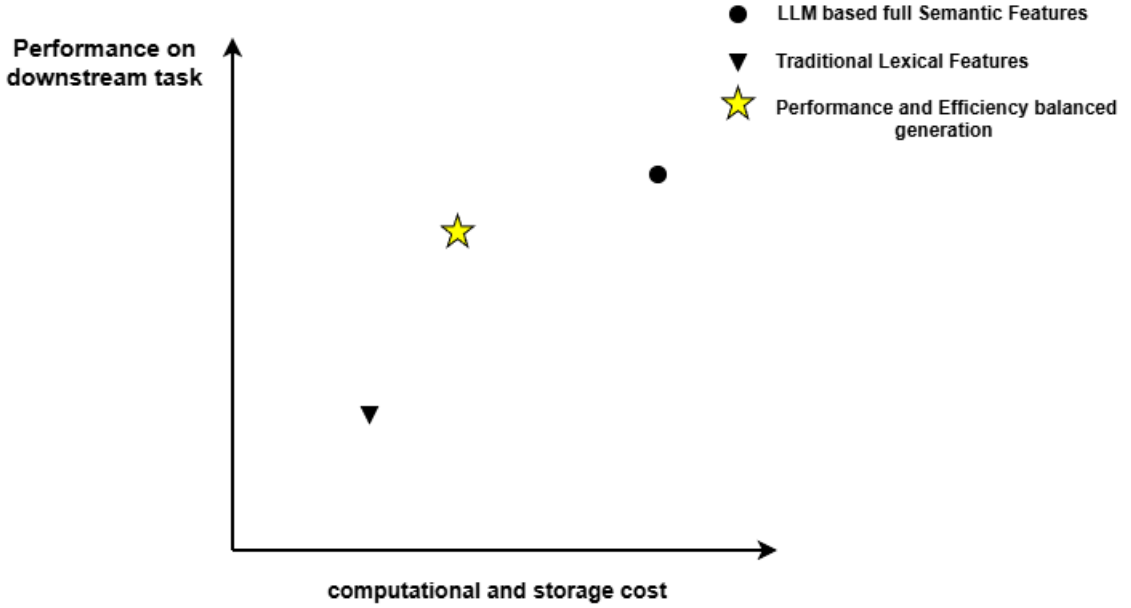 LLM based full Semantic Features
Performance on
downstream task
Traditional Lexical Features
Performance and Efficiency balanced
generation
computational and storage cost